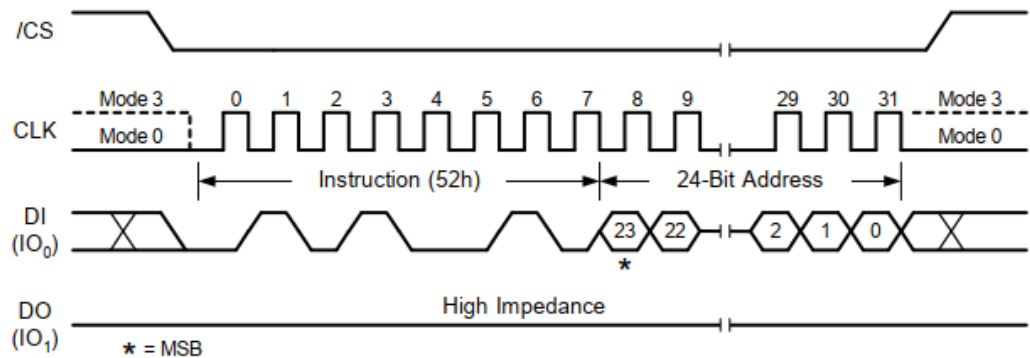 /CS
Mode 3 0 1 2 3 4 5 6 7 8 9 29 30 31 Mode 3
CLK
Mode 0 Mode 0
Instruction (52h) 24-Bit Address
DI
(IO0) 23 22 2 1 0
*
High Impedance
DO
(IO1)
* = MSB